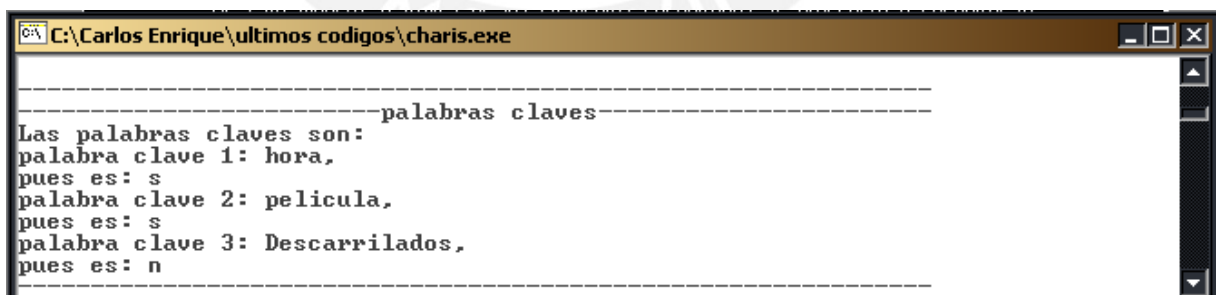 C:\Carlos Enrique\ultimos codigos\charis.exe
---------------------------------------------------------------
-------------------------palabras claves-----------------------
Las palabras claves son:
palabra clave 1: hora,
pues es: s
palabra clave 2: pelicula,
pues es: s
palabra clave 3: Descarrilados,
pues es: n
---------------------------------------------------------------